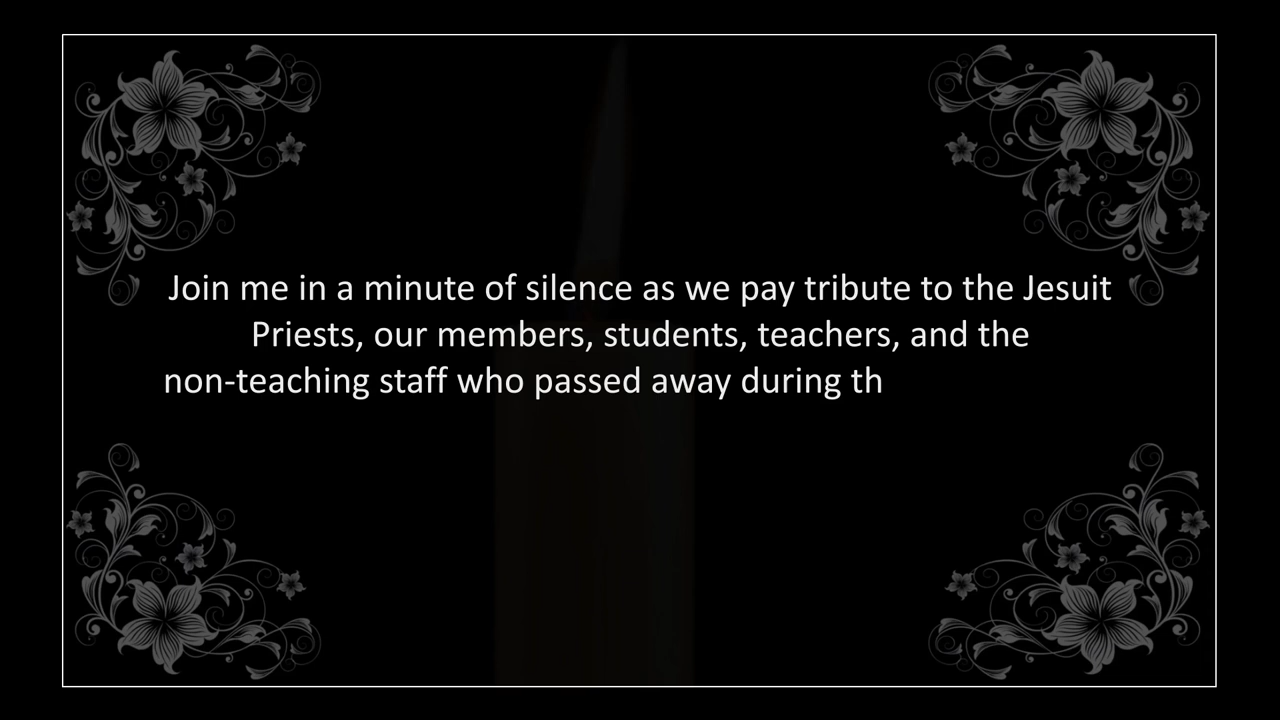 Join me in a minute of silence as we pay tribute to the Jesuit
Priests, our members, students, teachers, and the
non-teaching staff who passed away during th